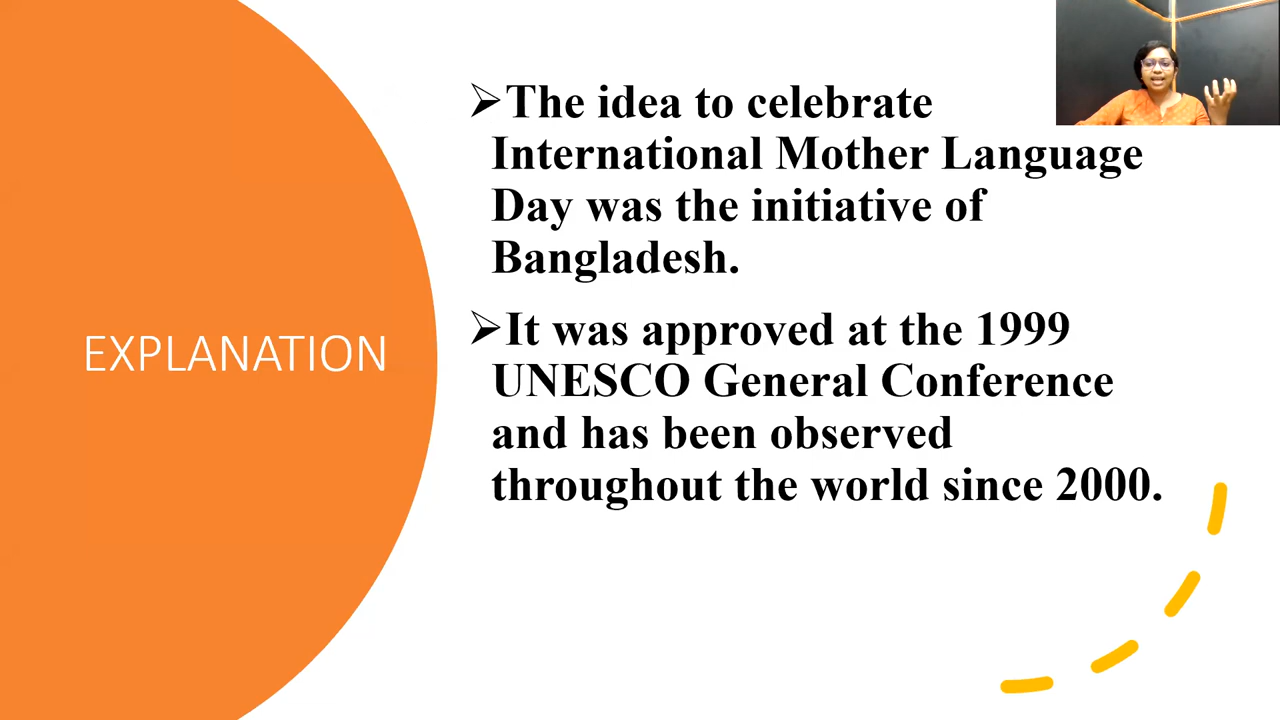 EXPLANATION
➢The idea to celebrate
International Mother Language
Day was the initiative of
Bangladesh.
➢It was approved at the 1999
UNESCO General Conference
and has been observed
throughout the world since 2000.